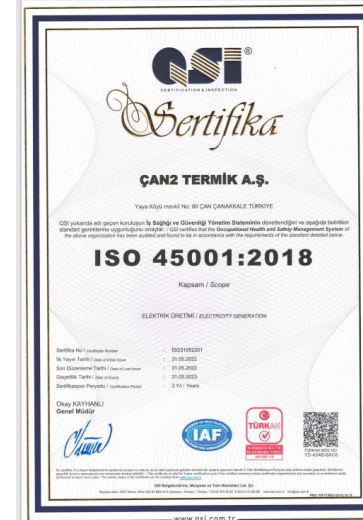 QSI®
CERTIFICATION & INSPECTION
Sertifika
ÇAN2 TERMİK A.Ş.
Yaya Köyü mevkii No: 90 ÇAN ÇANAKKALE TÜRKİYE
QSI yukarıda adı geçen kuruluşun İş Sağlığı ve Güvenliği Yönetim Sisteminin denetlendiğini ve aşağıda belirtilen
standart gereklerine uygunluğunu onaylar. / QSI certifies that the Occupational Health and Safety Management System of
the above organization has been audited and found to be in accordance with the requirements of the standard detailed below.
ISO 45001:2018
Kapsam / Scope
ELEKTRİK ÜRETİMİ / ELECTRICITY GENERATION
Sertifika No / Certificate Number : ISG31052201
İlk Yayın Tarihi / Date of Initial Issue : 31.05.2022
Son Düzenleme Tarihi / Date of Last Issue : 31.05.2022
Geçerlilik Tarihi / Date of Expiry : 31.05.2023
Sertifikasyon Periyodu / Certification Period : 3 Yıl / Years
Okay KAYHANLI
Genel Müdür
IAF
TÜRKAK
TÜRKAK BDS NO
www.qsi.com.tr